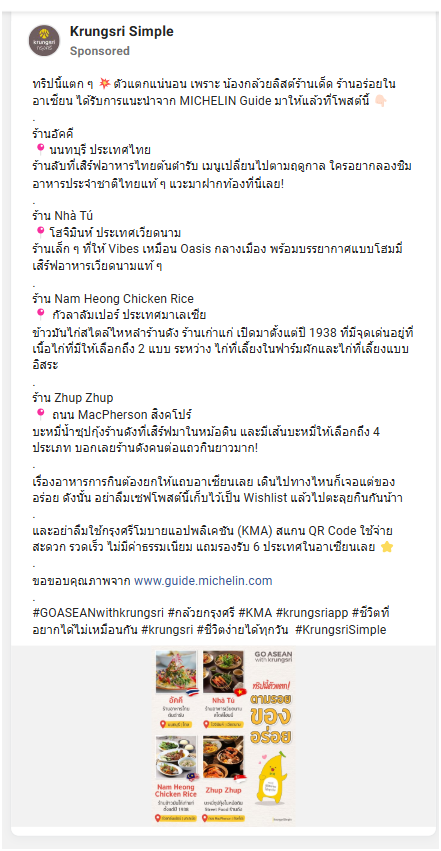 krungsri
กรุงศรี
Krungsri Simple
Sponsored
ทริปนี้แตก ๆ 💥 ตัวแตกแน่นอน เพราะ น้องกล้วยลิสต์ร้านเด็ด ร้านอร่อยใน
อาเซียน ได้รับการแนะนำจาก MICHELIN Guide มาให้แล้วที่โพสต์นี้ 👇🏻
.
ร้านอัคคี
📍 นนทบุรี ประเทศไทย
ร้านลับที่เสิร์ฟอาหารไทยต้นตำรับ เมนูเปลี่ยนไปตามฤดูกาล ใครอยากลองชิม
อาหารประจำชาติไทยแท้ ๆ แวะมาฝากท้องที่นี่เลย!
.
ร้าน Nhà Tú
📍 โฮจิมินห์ ประเทศเวียดนาม
ร้านเล็ก ๆ ที่ให้ Vibes เหมือน Oasis กลางเมือง พร้อมบรรยากาศแบบโฮมมี่
เสิร์ฟอาหารเวียดนามแท้ ๆ
.
ร้าน Nam Heong Chicken Rice
📍 กัวลาลัมเปอร์ ประเทศมาเลเซีย
ข้าวมันไก่สไตล์ไหหลำร้านดัง ร้านเก่าแก่ เปิดมาตั้งแต่ปี 1938 ที่มีจุดเด่นอยู่ที่
เนื้อไก่ที่มีให้เลือกถึง 2 แบบ ระหว่าง ไก่ที่เลี้ยงในฟาร์มผักและไก่ที่เลี้ยงแบบ
อิสระ
.
ร้าน Zhup Zhup
📍 ถนน MacPherson สิงคโปร์
บะหมี่น้ำซุปกุ้งร้านดังที่เสิร์ฟมาในหม้อดิน และมีเส้นบะหมี่ให้เลือกถึง 4
ประเภท บอกเลยร้านดังคนต่อแถวกินยาวมาก!
.
เรื่องอาหารการกินต้องยกให้แถบอาเซียนเลย เดินไปทางไหนก็เจอแต่ของ
อร่อย ดังนั้น อย่าลืมเซฟโพสต์นี้เก็บไว้เป็น Wishlist แล้วไปตะลุยกินกันน้าา
.
และอย่าลืมใช้กรุงศรีโมบายแอปพลิเคชัน (KMA) สแกน QR Code ใช้จ่าย
สะดวก รวดเร็ว ไม่มีค่าธรรมเนียม แถมรองรับ 6 ประเทศในอาเซียนเลย ⭐
.
ขอขอบคุณภาพจาก www.guide.michelin.com
.
#GOASEANwithkrungsri #กล้วยกรุงศรี #KMA #krungsriapp #ชีวิตที่
อยากได้ไม่เหมือนกัน #krungsri #ชีวิตง่ายได้ทุกวัน #KrungsriSimple
GO ASEAN
with krungsri
ทริปนี้ตัวแตก!
ตามรอย
ของ
อร่อย
อัคคี
ร้านอาหารไทย
ต้นตำรับ
Nhà Tú
Nam Heong
Chicken Rice
ตั้งแต่ปี 1938
Zhup Zhup